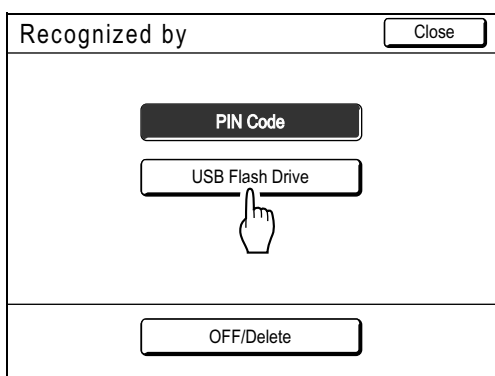 Recognized by
Close
PIN Code
USB Flash Drive
OFF/Delete